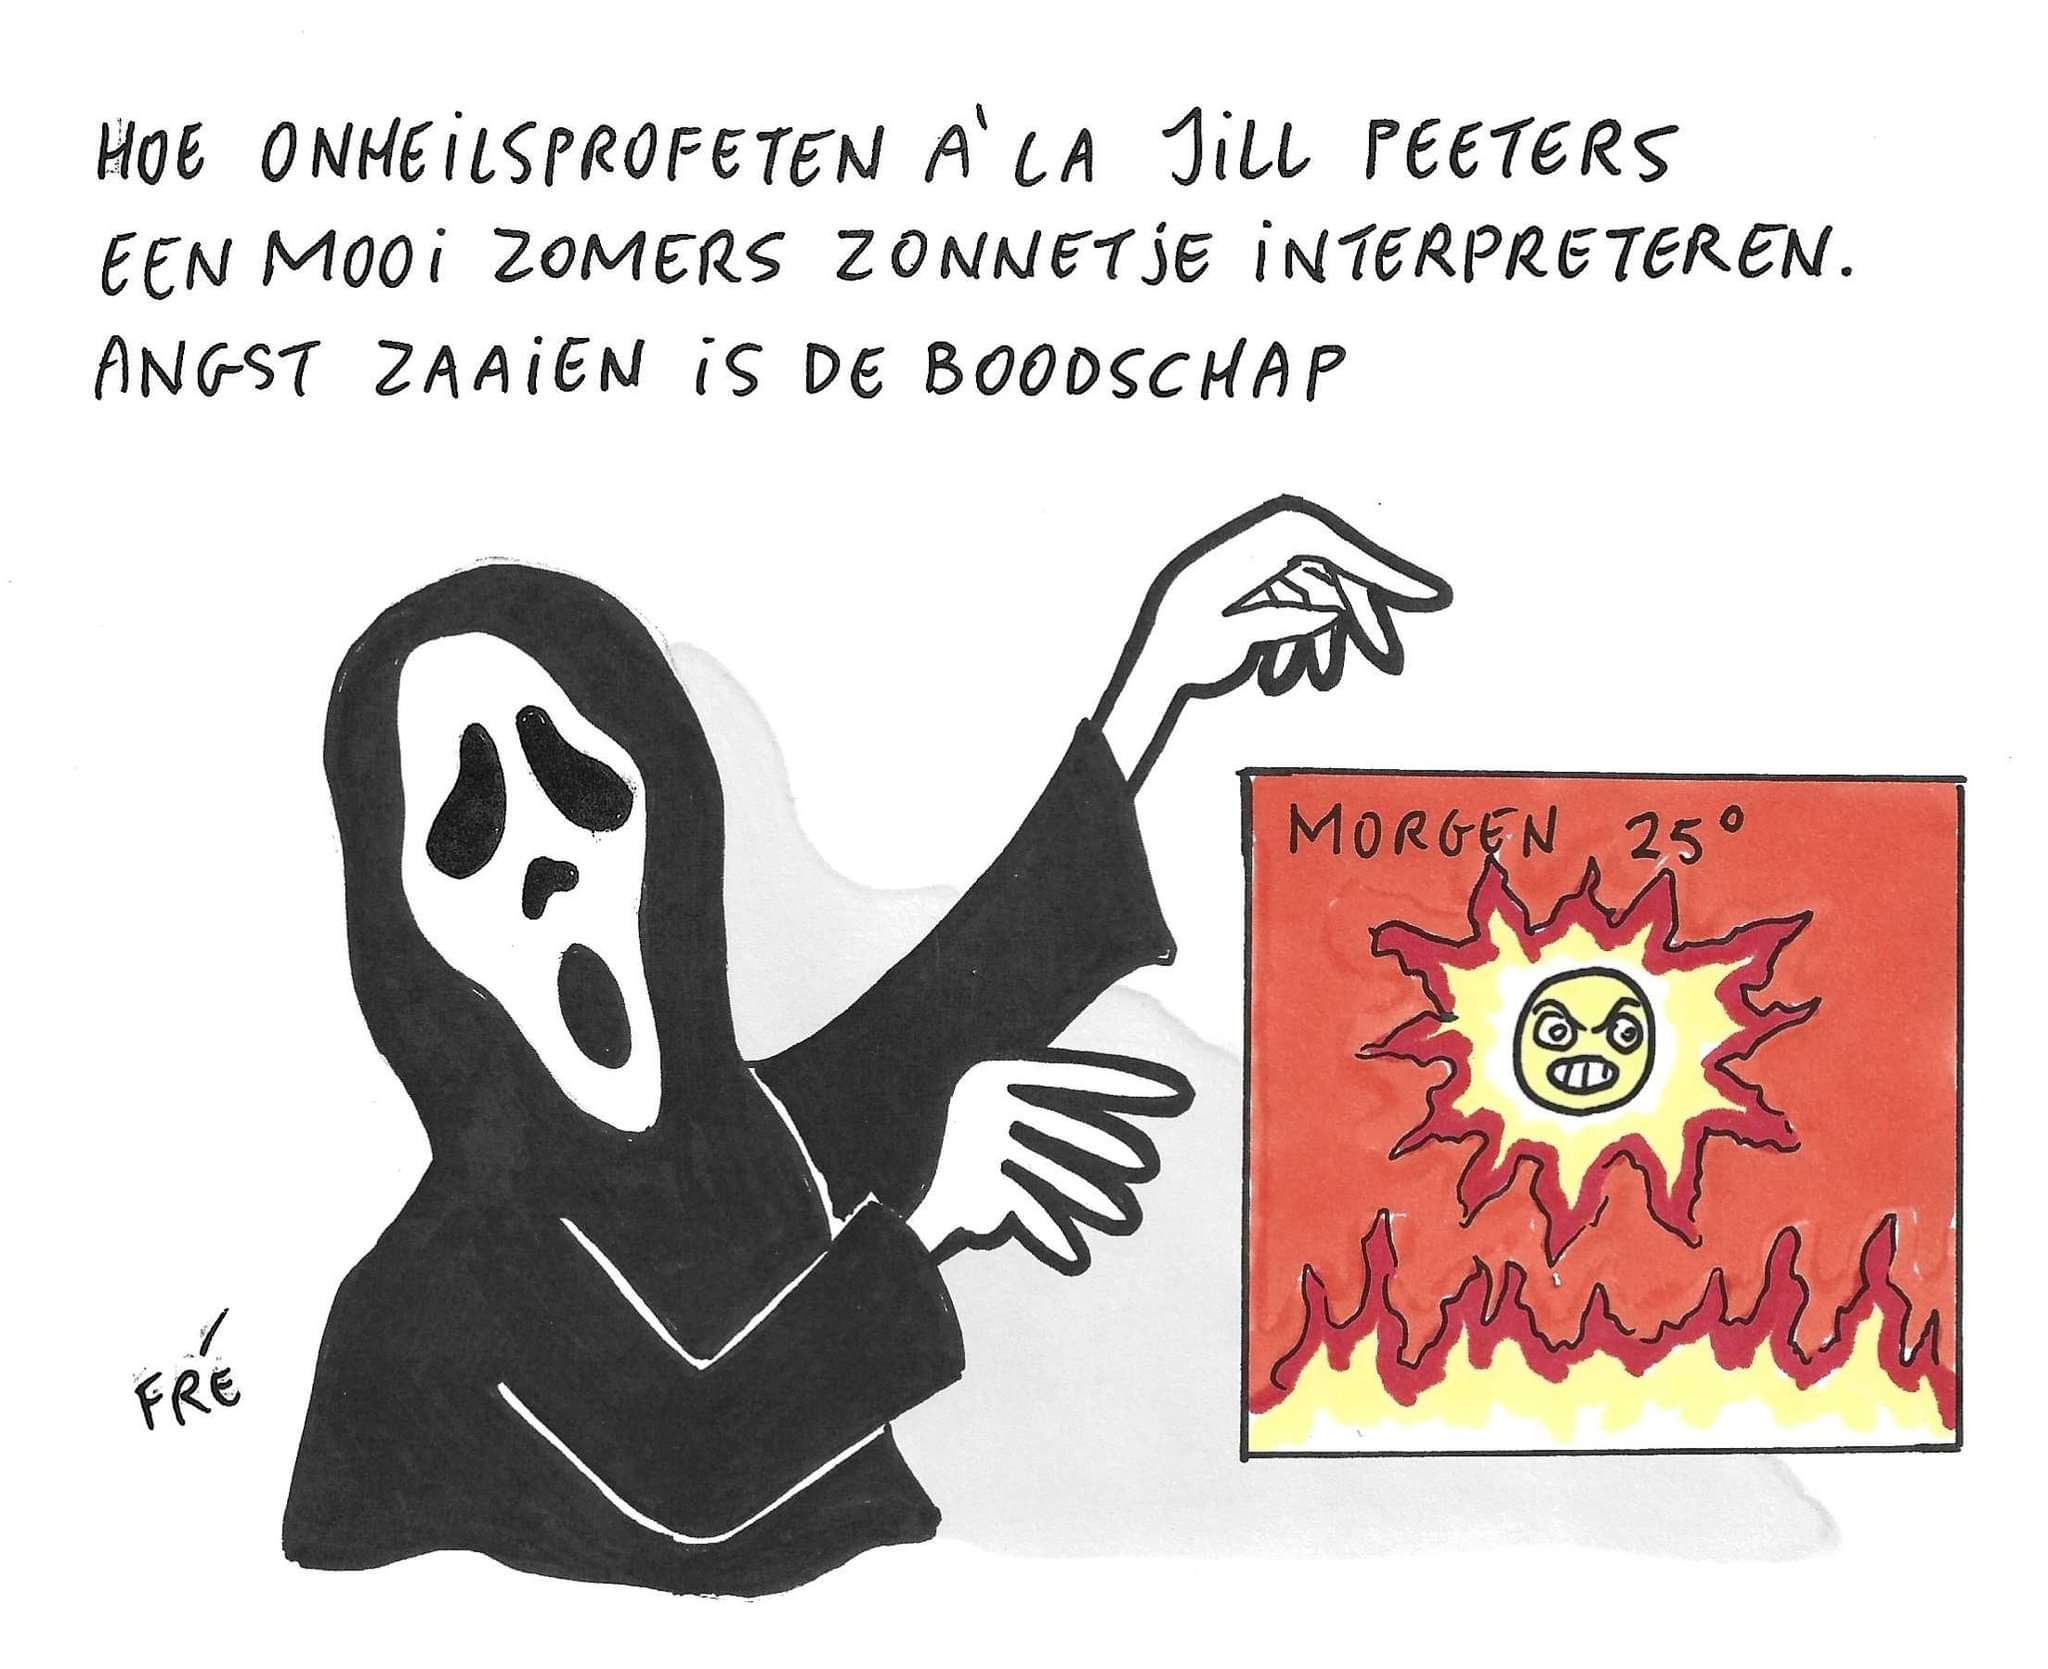 HOE ONHEILSPROFETEN À LA JILL PEETERS
EEN MOOI ZOMERS ZONNETJE INTERPRETEREN.
ANGST ZAAIEN IS DE BOODSCHAP
MORGEN 25°
FRÉ